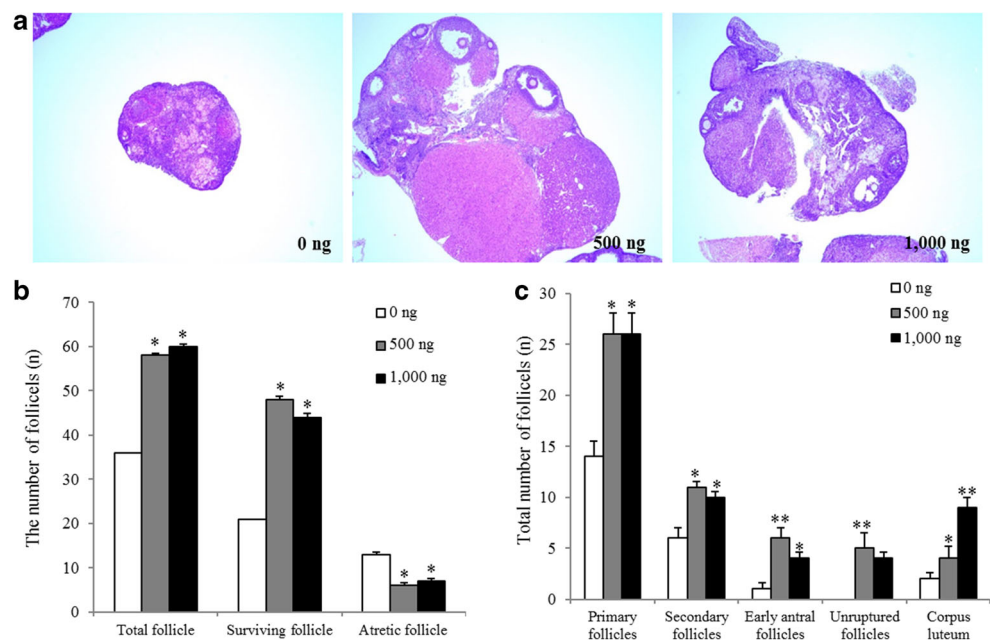 a
0 ng
500 ng
1,000 ng
b
The number of follicels (n)
70
60
50
40
30
20
10
0
0 ng
500 ng
1,000 ng
* *
* *
* *
Total follicle Surviving follicle Atretic follicle
c
Total number of follicels (n)
30
25
20
15
10
5
0
0 ng
500 ng
1,000 ng
* *
* *
** *
**
* **
Primary follicles
Secondary follicles
Early antral follicles
Unruptured follicles
Corpus luteum